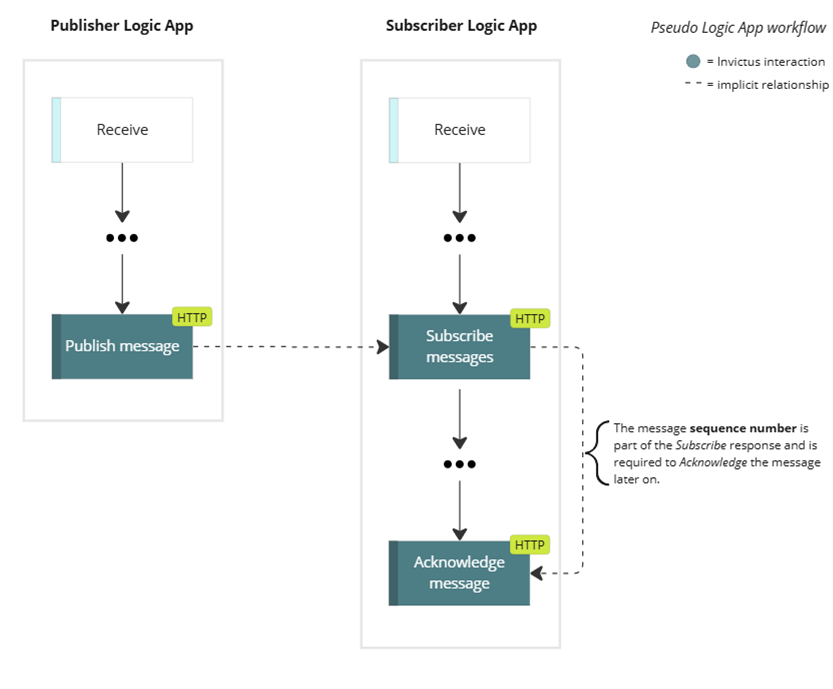 Publisher Logic App
Subscriber Logic App
Pseudo Logic App workflow
= Invictus interaction
= implicit relationship
Receive
Receive
HTTP
Publish message
HTTP
Subscribe
messages
The message sequence number is
part of the Subscribe response and is
required to Acknowledge the message
later on.
HTTP
Acknowledge
message